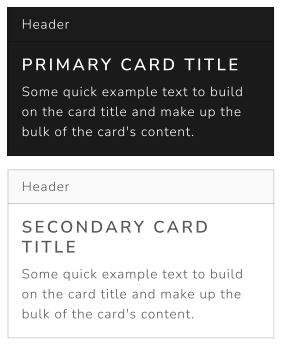 Header
PRIMARY CARD TITLE
Some quick example text to build
on the card title and make up the
bulk of the card's content.
Header
SECONDARY CARD
TITLE
Some quick example text to build
on the card title and make up the
bulk of the card's content.